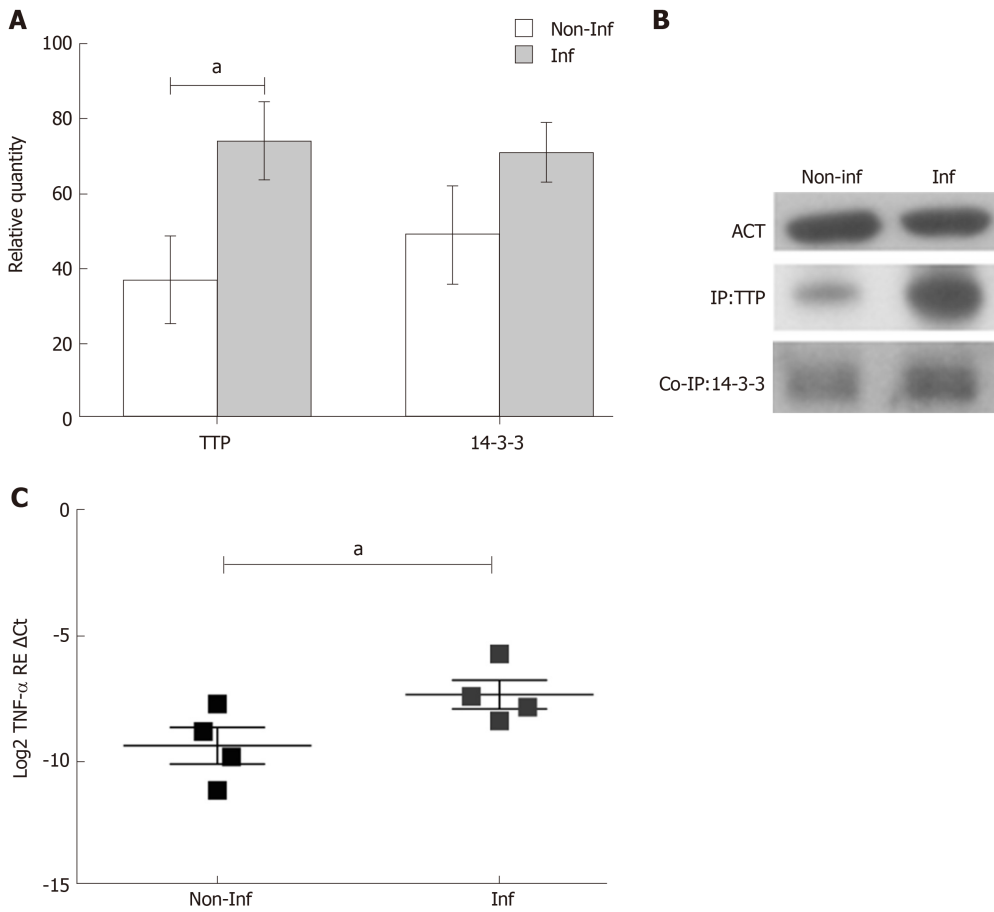 A
Non-Inf
Inf
a
Relative quantity
100
80
60
40
20
0
TTP 14-3-3
B
Non-inf Inf
ACT
IP:TTP
Co-IP:14-3-3
C
a
Log2 TNF-α RE ΔCt
0
-5
-10
-15
Non-Inf Inf